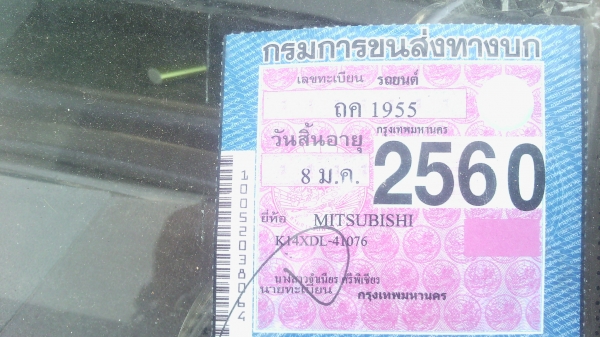 กรมการขนส่งทางบก
เลขทะเบียน รถยนต์
ถค 1955
วันสิ้นอายุ กรุงเทพมหานคร
8 ม.ค. 2560
ยี่ห้อ MITSUBISHI
K14XDL-41076
นายทะเบียน กรุงเทพมหานคร
10052038064